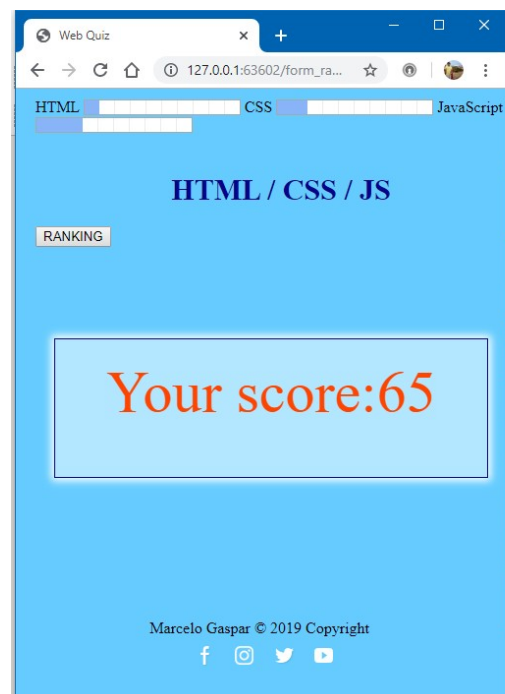 Web Quiz
127.0.0.1:63602/form_ra...
HTML CSS JavaScript
HTML / CSS / JS
RANKING
Your score:65
Marcelo Gaspar © 2019 Copyright